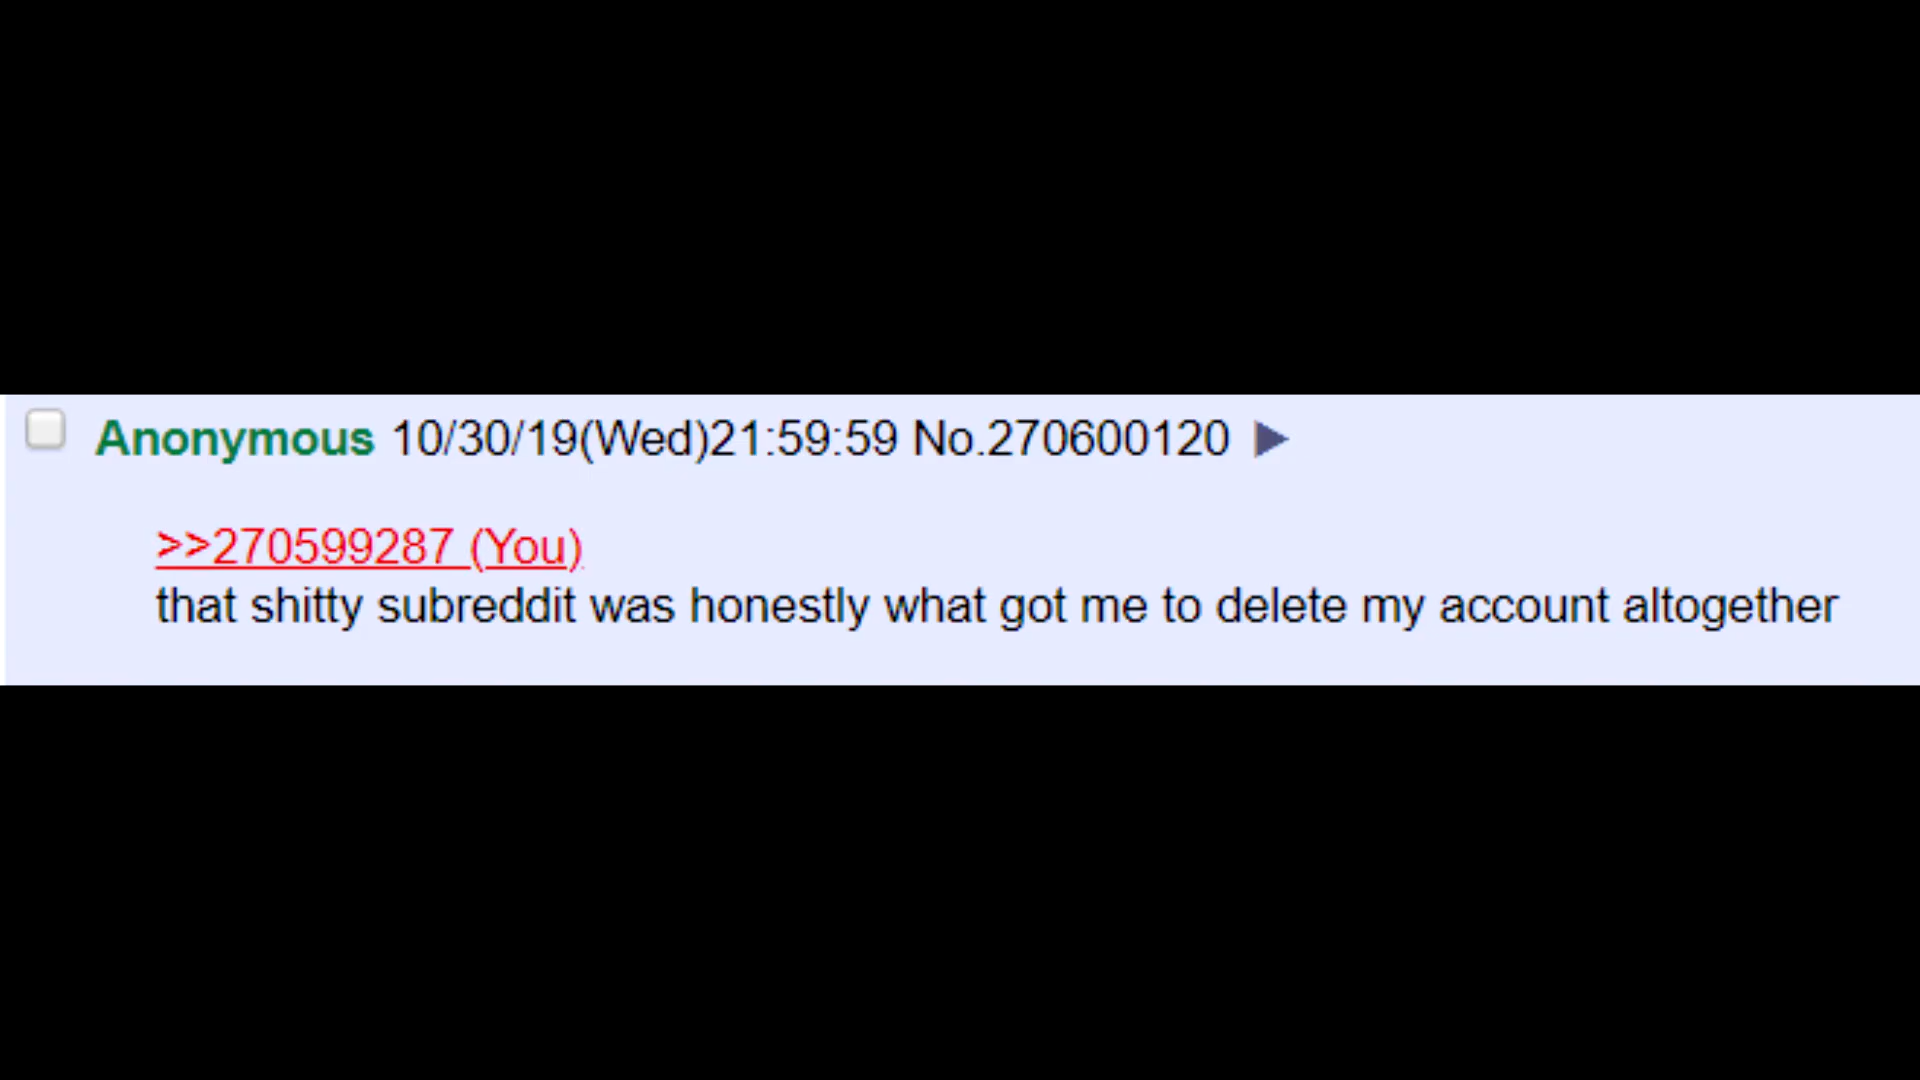 Anonymous 10/30/19(Wed)21:59:59 No.270600120
>>270599287 (You)
that shitty subreddit was honestly what got me to delete my account altogether